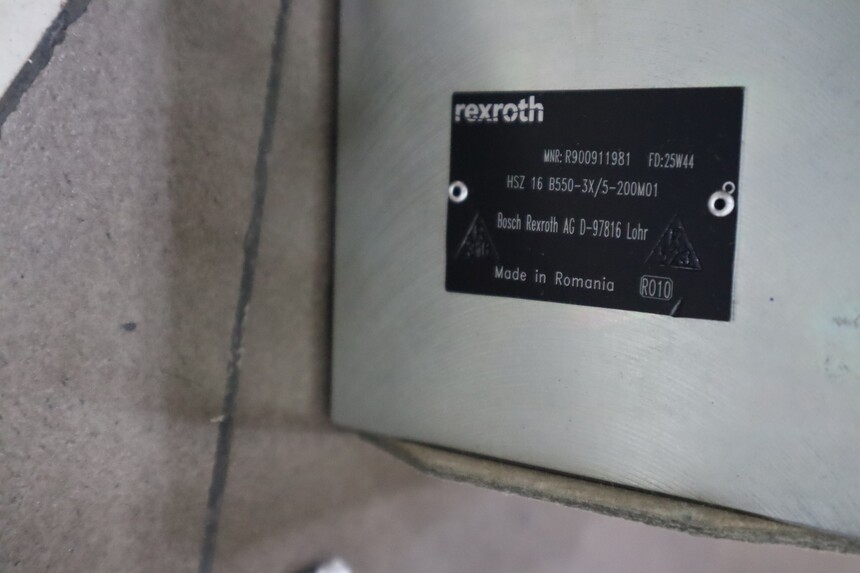 rexroth
MNR: R900911981 FD: 25W44
HSZ 16 B550-3X/5-200M01
Bosch Rexroth AG D-97816 Lohr
Made in Romania R010